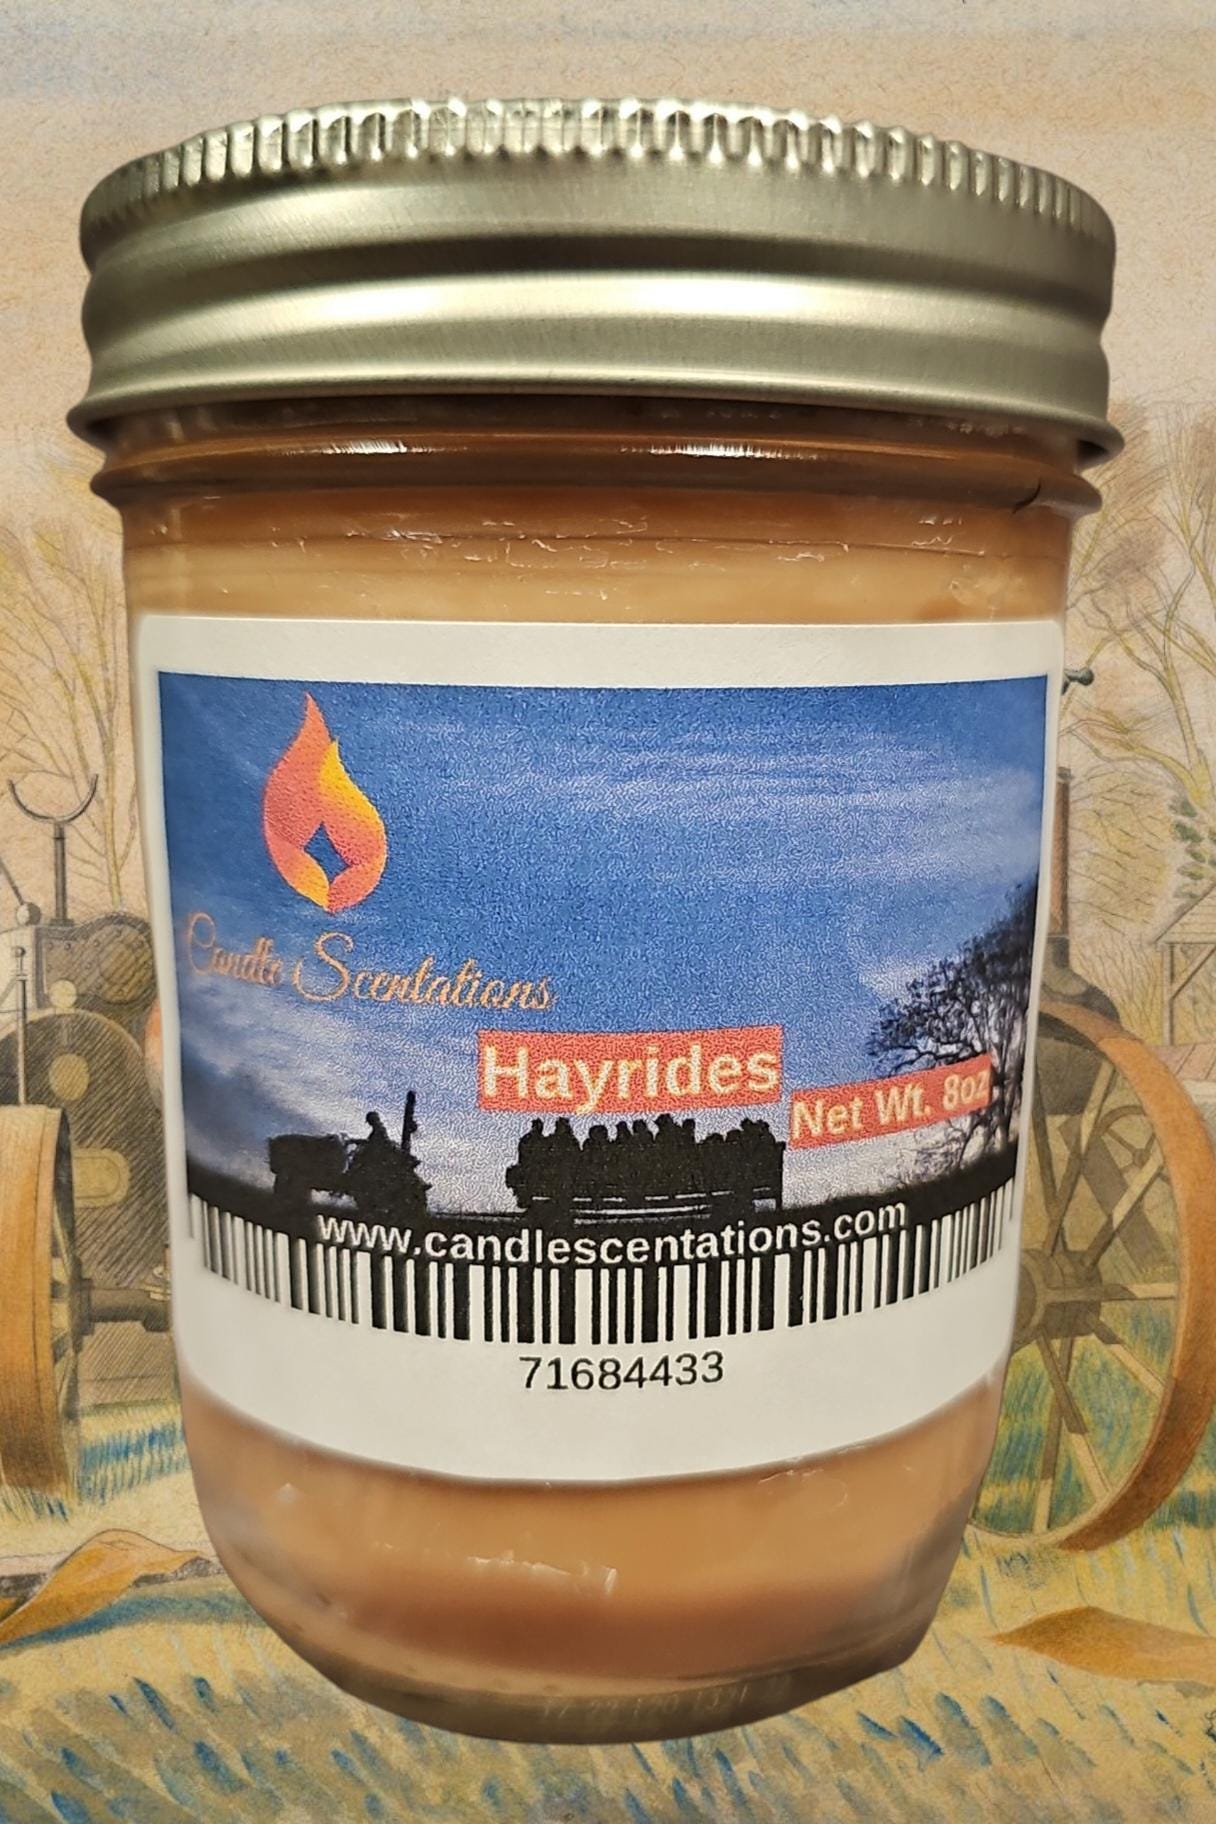 Candle Scentations
Hayrides
Net Wt. 8oz
www.candlescentations.com
71684433